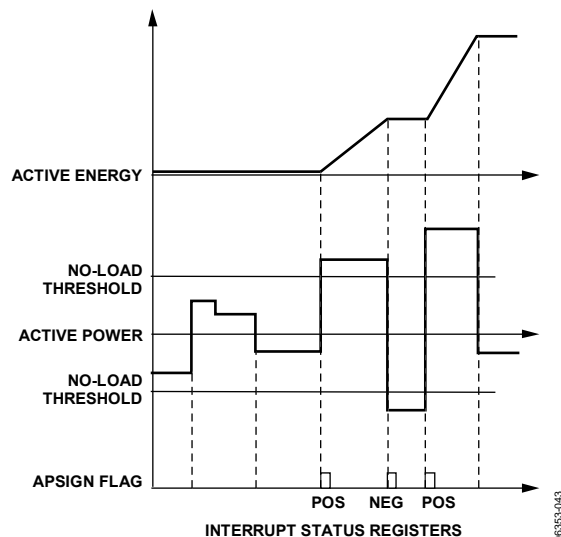 ACTIVE ENERGY
NO-LOAD
THRESHOLD
ACTIVE POWER
NO-LOAD
THRESHOLD
APSIGN FLAG
POS NEG POS
INTERRUPT STATUS REGISTERS
6353-043